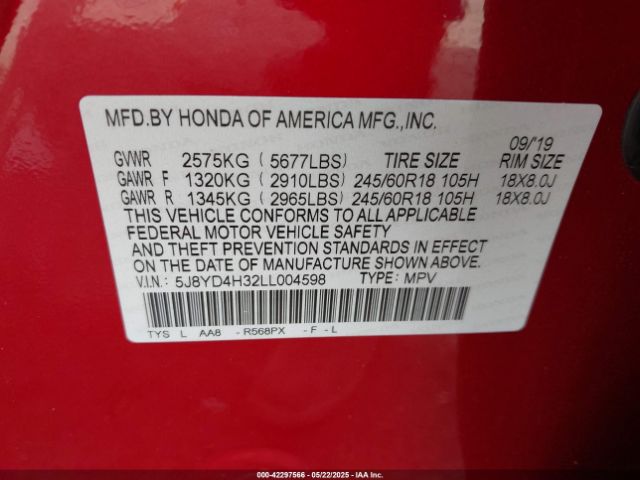 MFD.BY HONDA OF AMERICA MFG.,INC.
09/'19
GVWR 2575KG (5677LBS) TIRE SIZE RIM SIZE
GAWR F 1320KG (2910LBS) 245/60R18 105H 18X8.0J
GAWR R 1345KG (2965LBS) 245/60R18 105H 18X8.0J
THIS VEHICLE CONFORMS TO ALL APPLICABLE
FEDERAL MOTOR VEHICLE SAFETY
AND THEFT PREVENTION STANDARDS IN EFFECT
ON THE DATE OF MANUFACTURE SHOWN ABOVE.
V.I.N.: 5J8YD4H32LL004598 TYPE: MPV
TYS L AA8 - R568PX - F - L
000-42297566 - 05/22/2025 - IAA Inc.